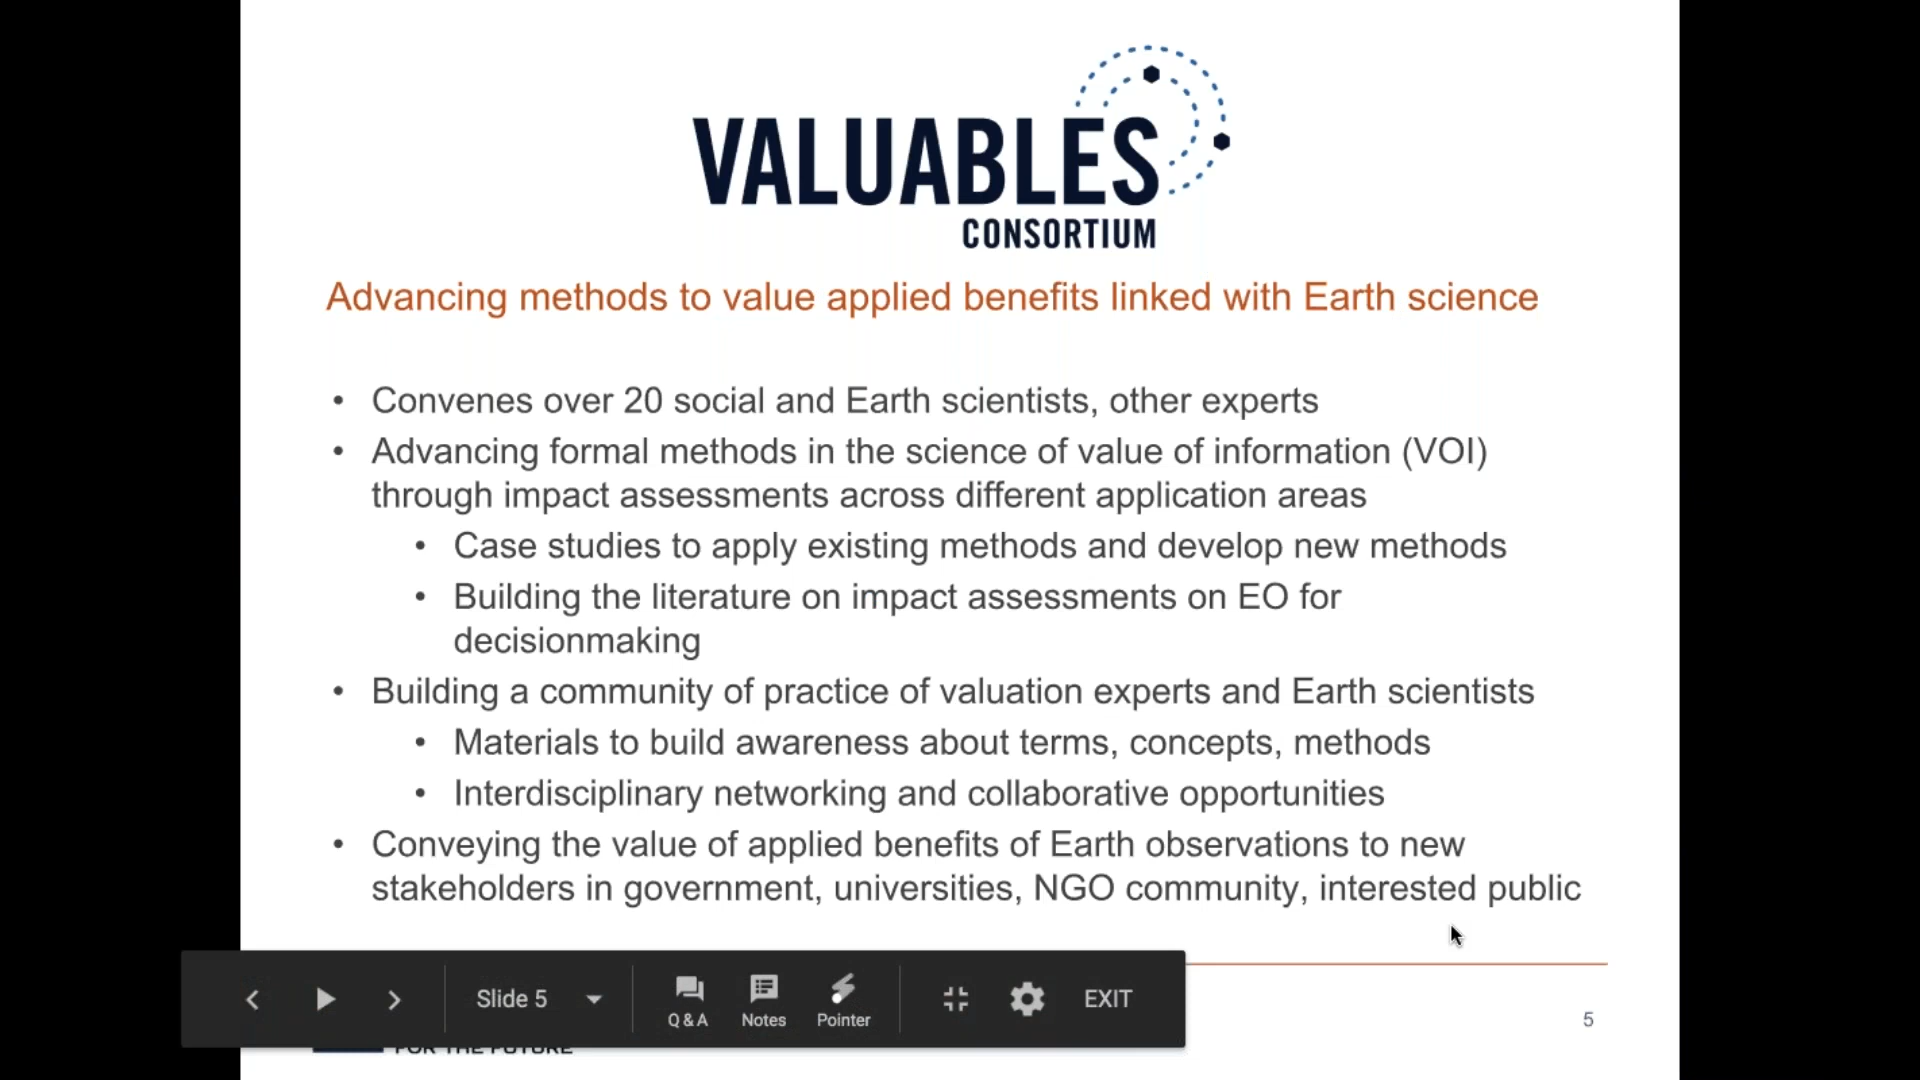 VALUABLES
CONSORTIUM
Advancing methods to value applied benefits linked with Earth science
• Convenes over 20 social and Earth scientists, other experts
• Advancing formal methods in the science of value of information (VOI)
through impact assessments across different application areas
• Case studies to apply existing methods and develop new methods
• Building the literature on impact assessments on EO for
decisionmaking
• Building a community of practice of valuation experts and Earth scientists
• Materials to build awareness about terms, concepts, methods
• Interdisciplinary networking and collaborative opportunities
• Conveying the value of applied benefits of Earth observations to new
stakeholders in government, universities, NGO community, interested public
Slide 5
Q & A
Notes
Pointer
EXIT
5
FOR THE FUTURE